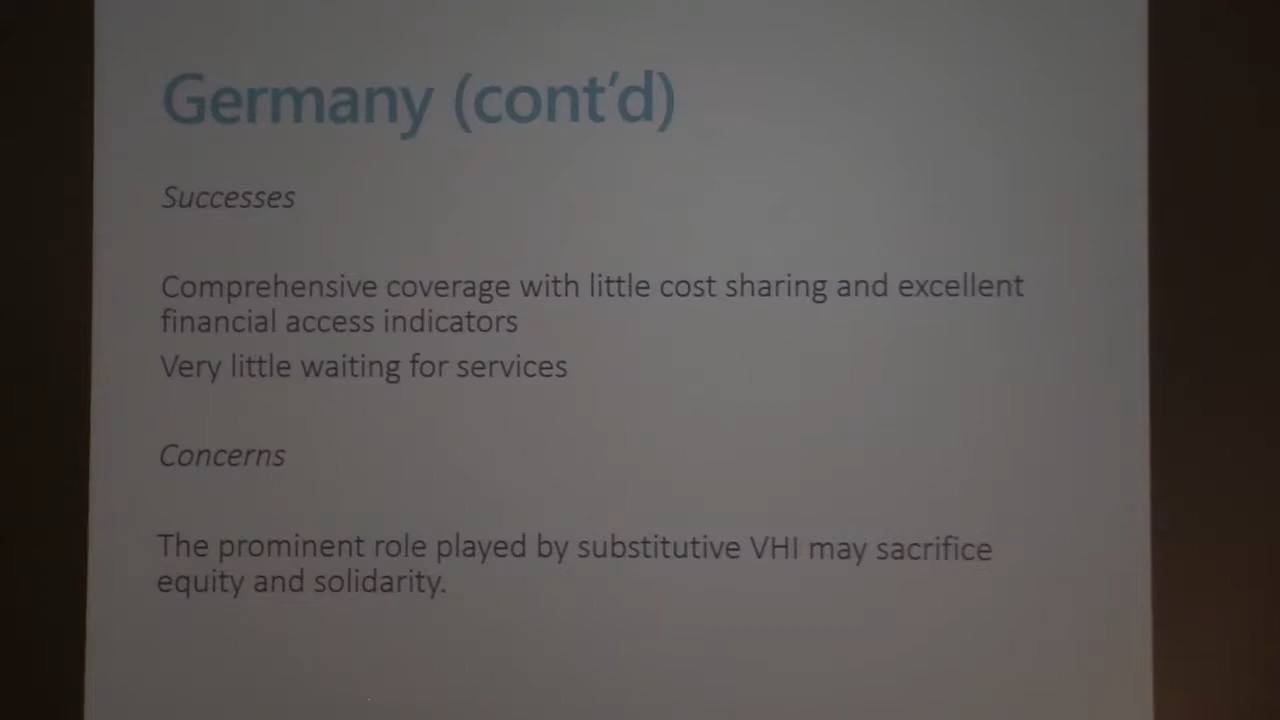 Germany (cont'd)
Successes
Comprehensive coverage with little cost sharing and excellent
financial access indicators
Very little waiting for services
Concerns
The prominent role played by substitutive VHI may sacrifice
equity and solidarity.